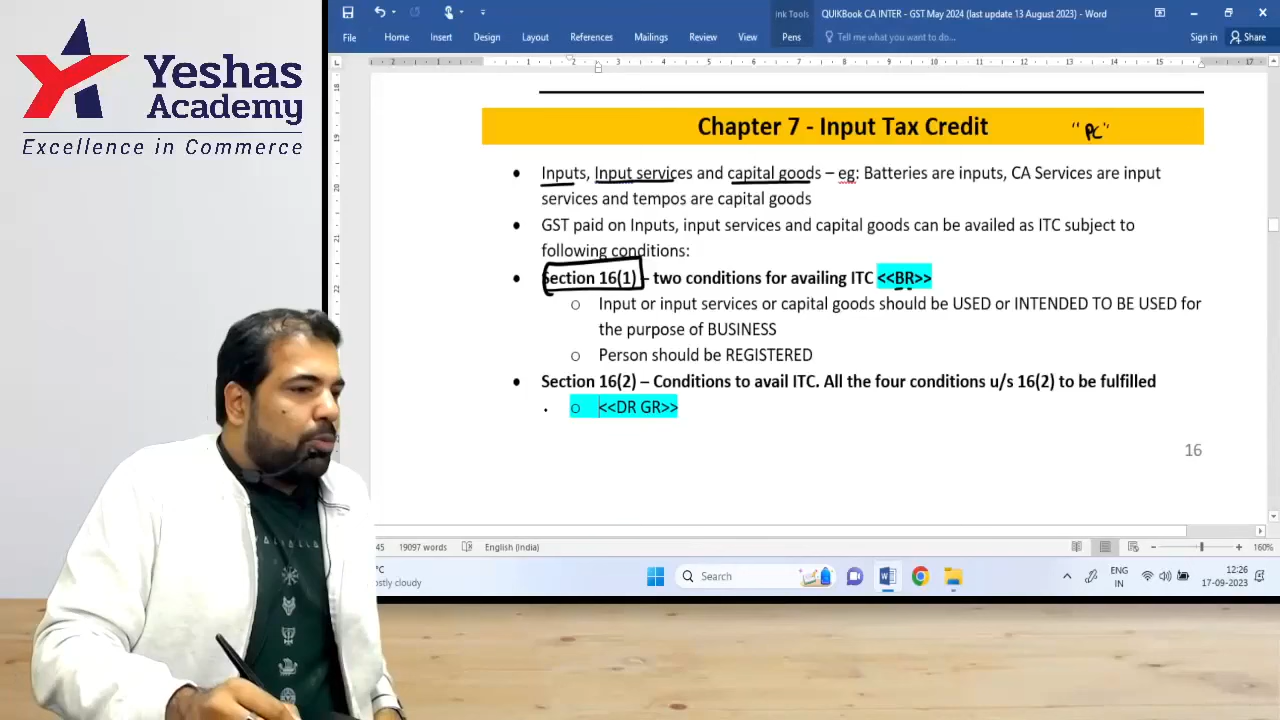 Yeshas
Academy
Excellence in Commerce
ink Tools
QUIKBook CA INTER - GST May 2024 (last update 13 August 2023) - Word
File Home Insert Design Layout References Mailings Review View Pens Tell me what you want to do... Sign in Share
Chapter 7 - Input Tax Credit "PC"
• Inputs, Input services and capital goods – eg: Batteries are inputs, CA Services are input
services and tempos are capital goods
• GST paid on Inputs, input services and capital goods can be availed as ITC subject to
following conditions:
• Section 16(1) - two conditions for availing ITC <<BR>>
o Input or input services or capital goods should be USED or INTENDED TO BE USED for
the purpose of BUSINESS
o Person should be REGISTERED
• Section 16(2) – Conditions to avail ITC. All the four conditions u/s 16(2) to be fulfilled
o <<DR GR>>
16
45 19097 words English (India) 160%
°C
ostly cloudy
Search
ENG
IN
12:26
17-09-2023